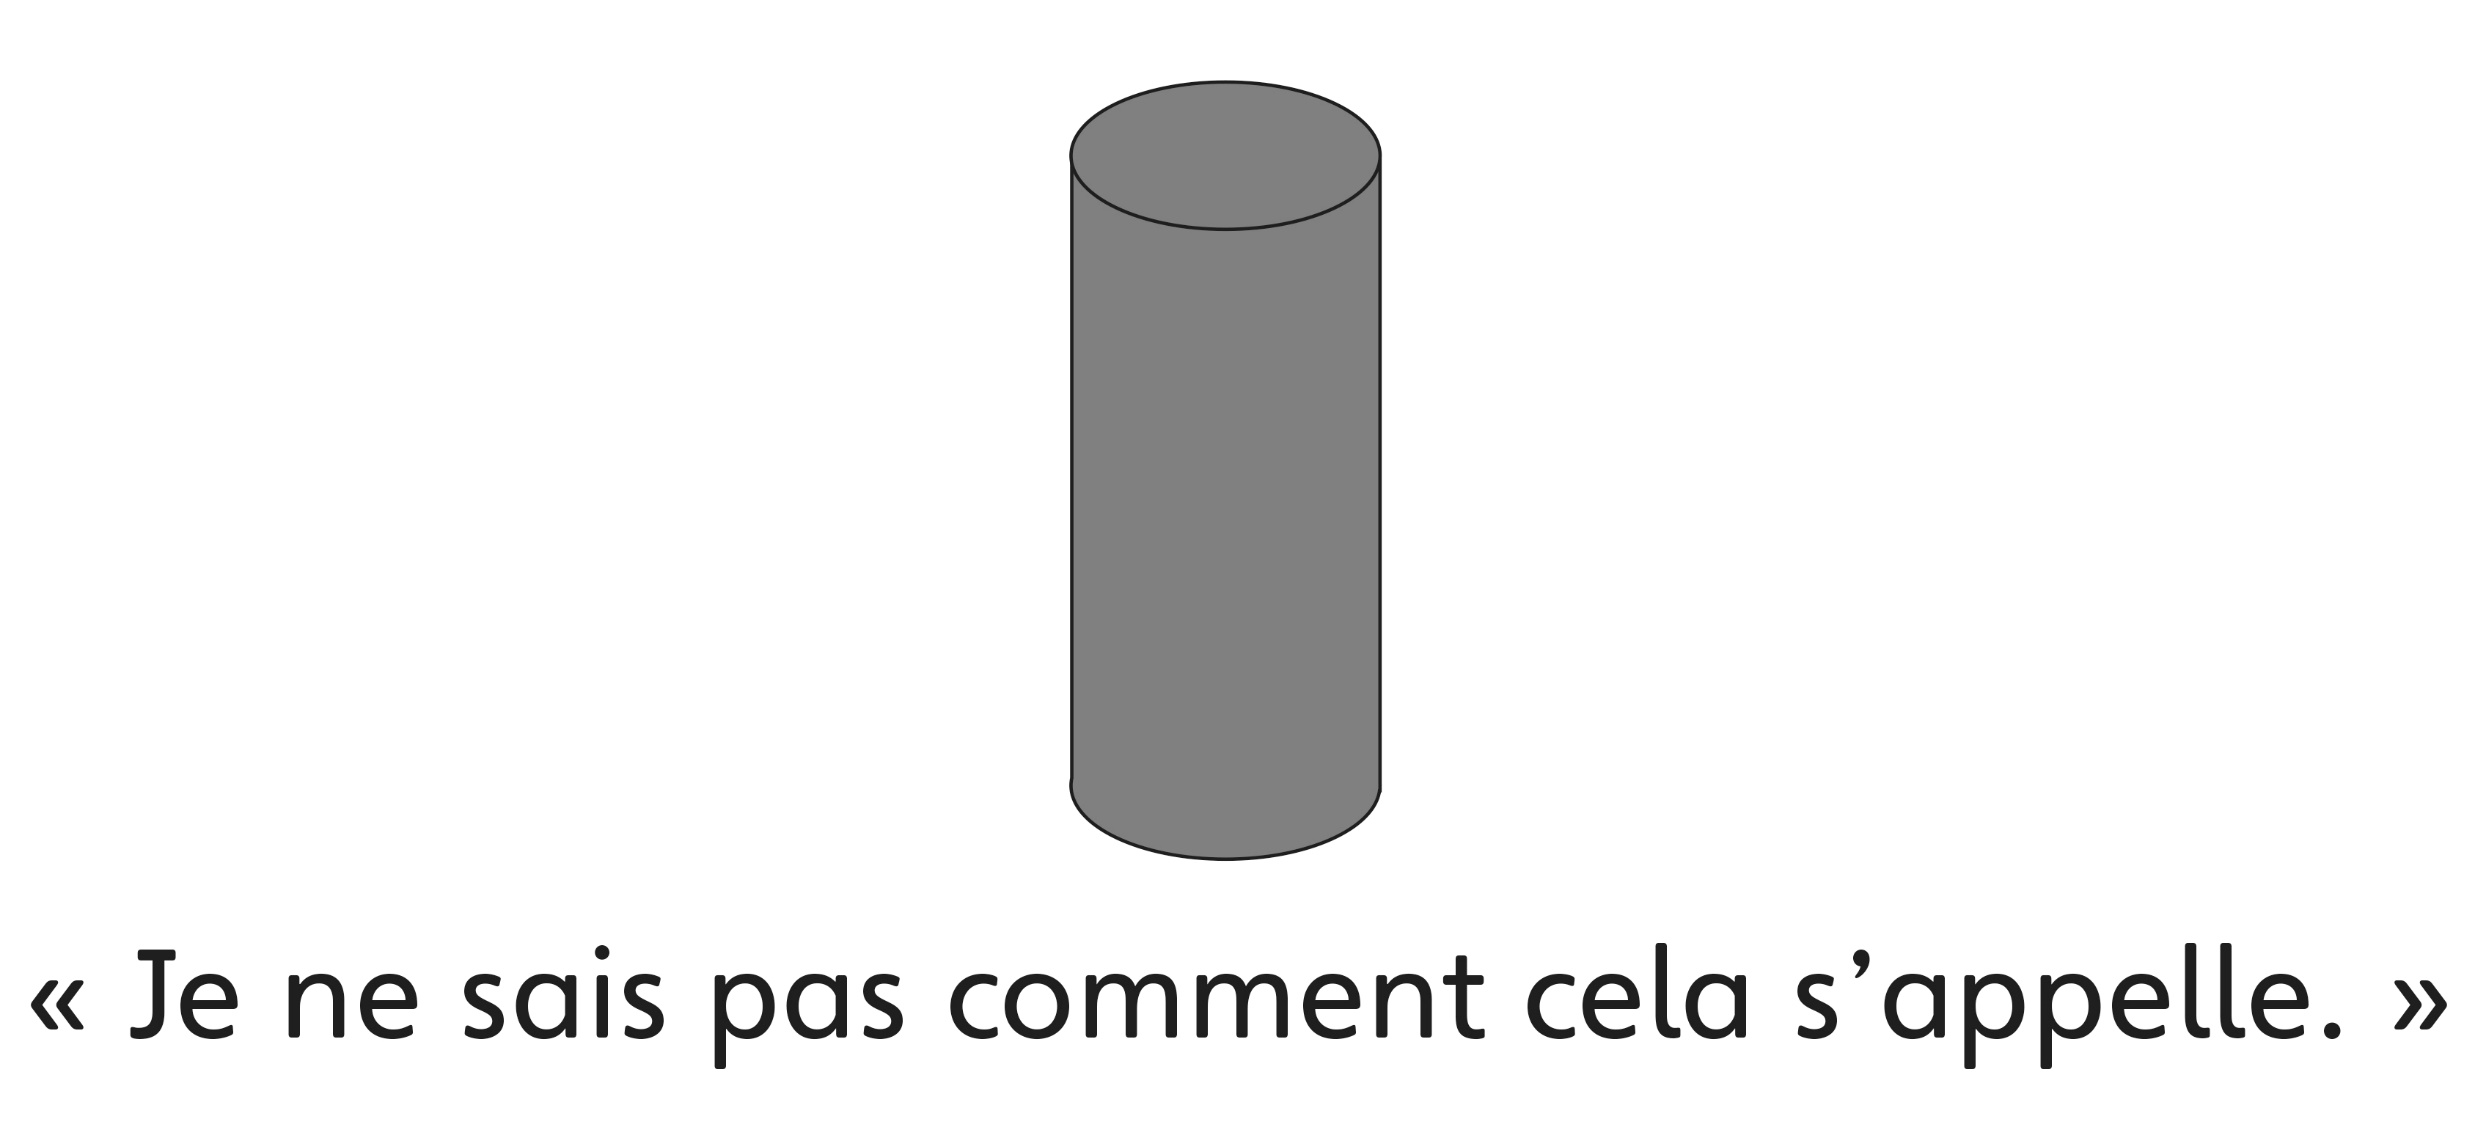 « Je ne sais pas comment cela s’appelle. »